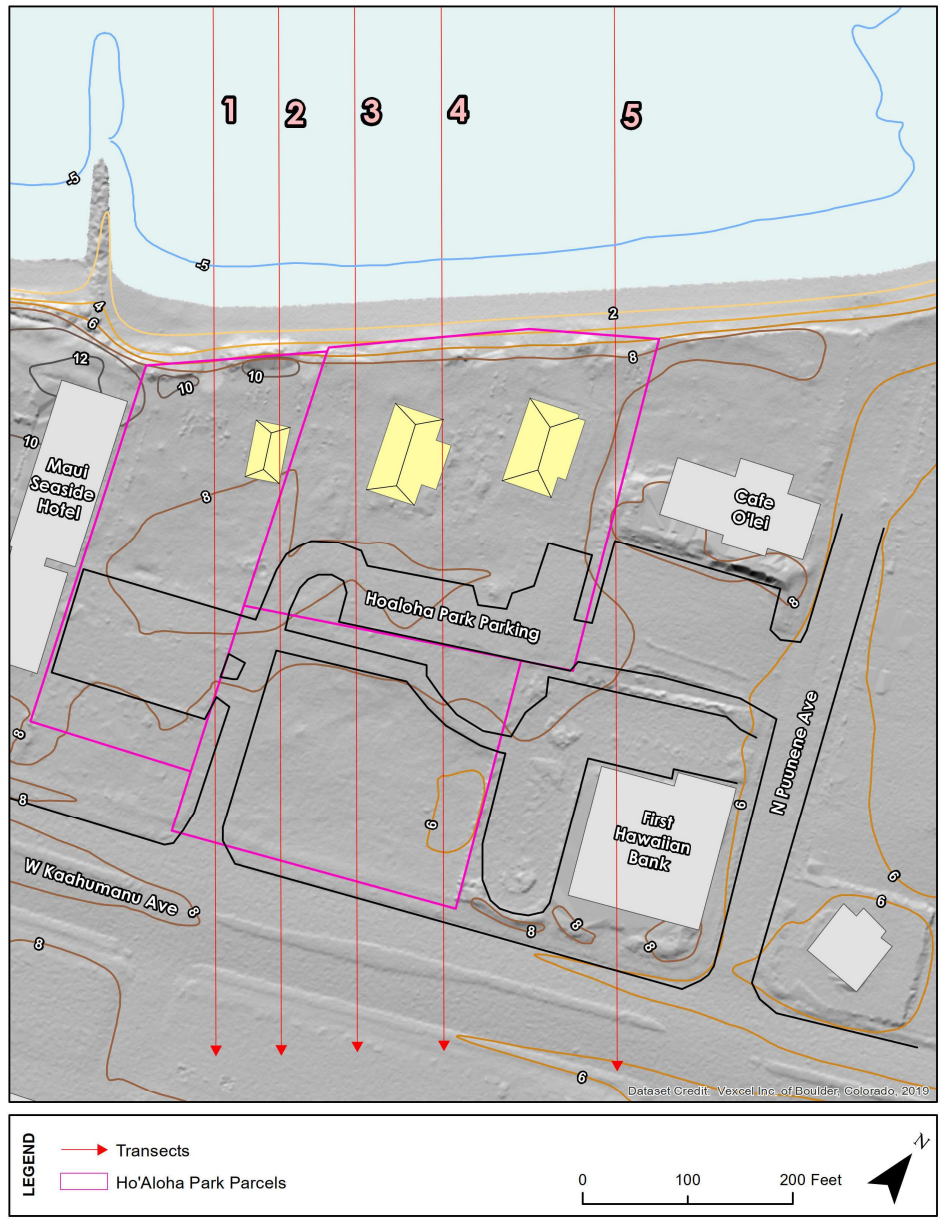 1 2 3 4 5
-5
-5
2
4
6
8
12
10
10
10
Maui
Seaside
Hotel
8
Cafe
O'lei
8
Hoaloha Park Parking
8
8
N Puunene Ave
6
6
First
Hawaiian
Bank
W Kaahumanu Ave
8
8
8
8
8
6
6
6
Dataset Credit: Vexcel Inc. of Boulder, Colorado, 2019
LEGEND
Transects
Ho'Aloha Park Parcels
0 100 200 Feet
N